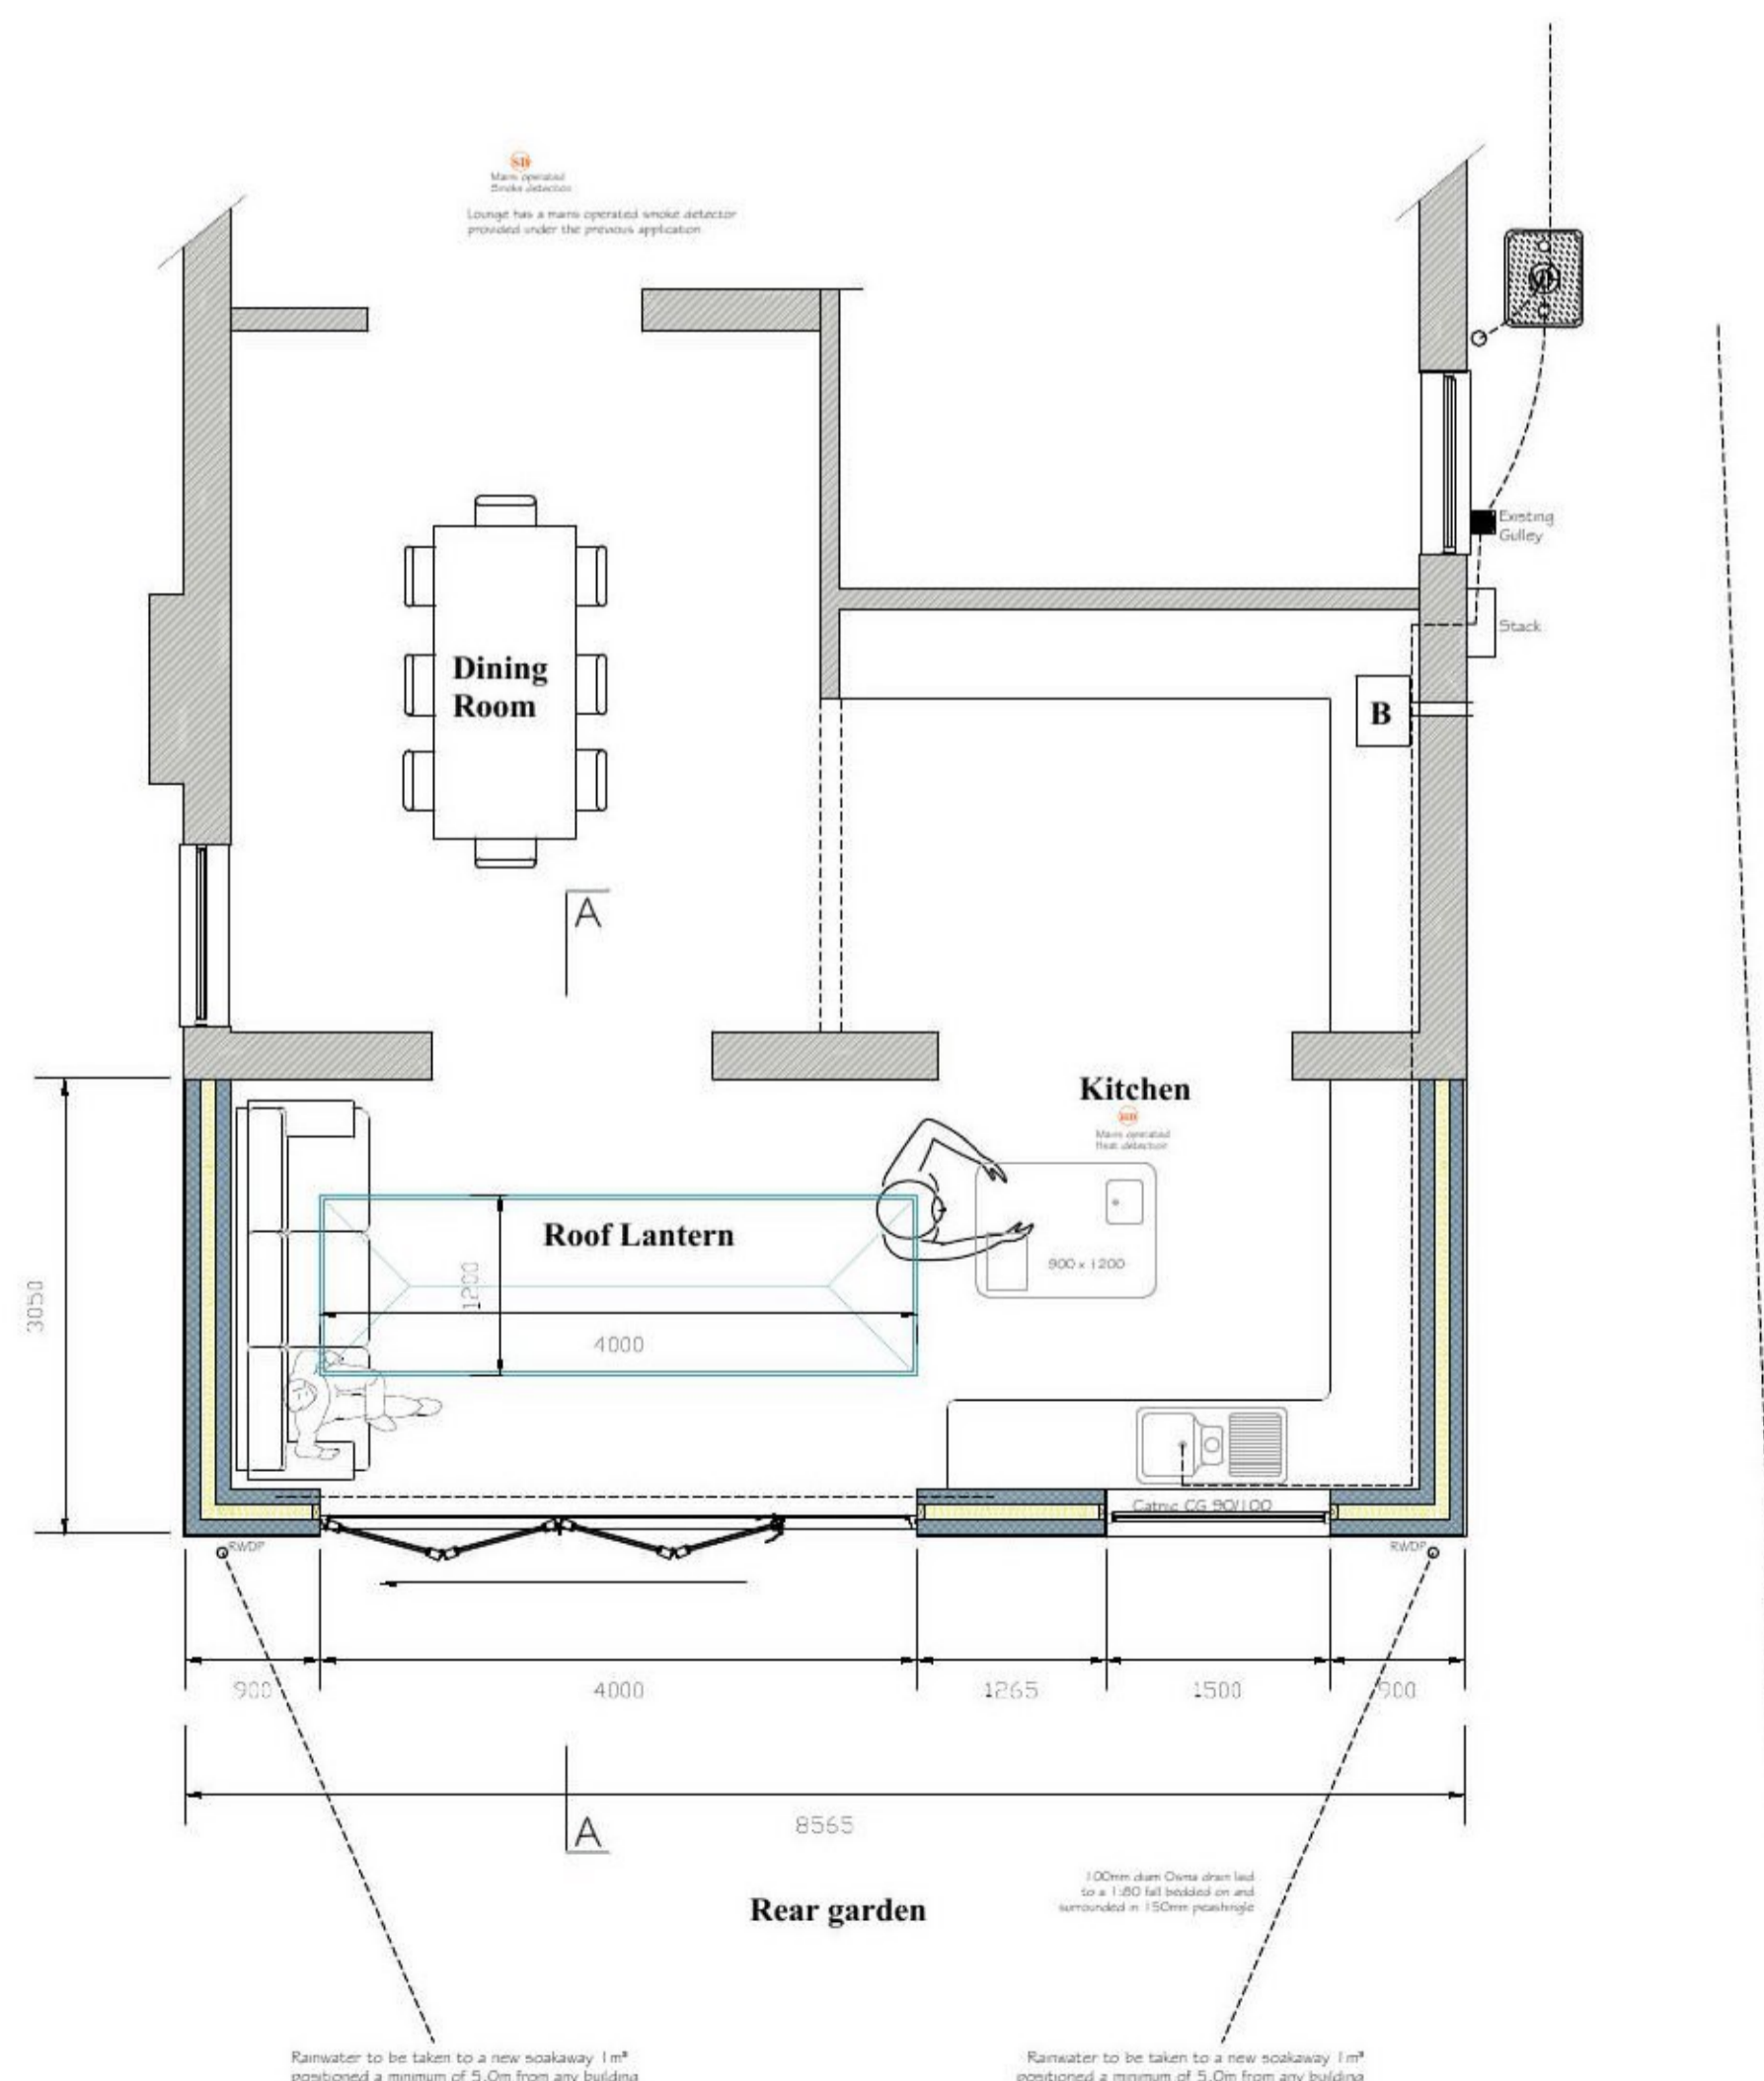 SD
Mains operated
Smoke detection
Lounge has a mains operated smoke detector
provided under the previous application
Existing
Gulley
Stack
Dining
Room
B
A
Kitchen
HD
Mains operated
Heat detection
Roof Lantern
900 x 1200
1200
4000
3050
Catnic CG 90/100
RWDP
RWDP
900
4000
1265
1500
900
8565
A
100mm diam Osma drain laid
to a 1:80 fall bedded on and
surrounded in 150mm peashingle
Rear garden
Rainwater to be taken to a new soakaway 1m³
positioned a minimum of 5.0m from any building
Rainwater to be taken to a new soakaway 1m³
positioned a minimum of 5.0m from any building